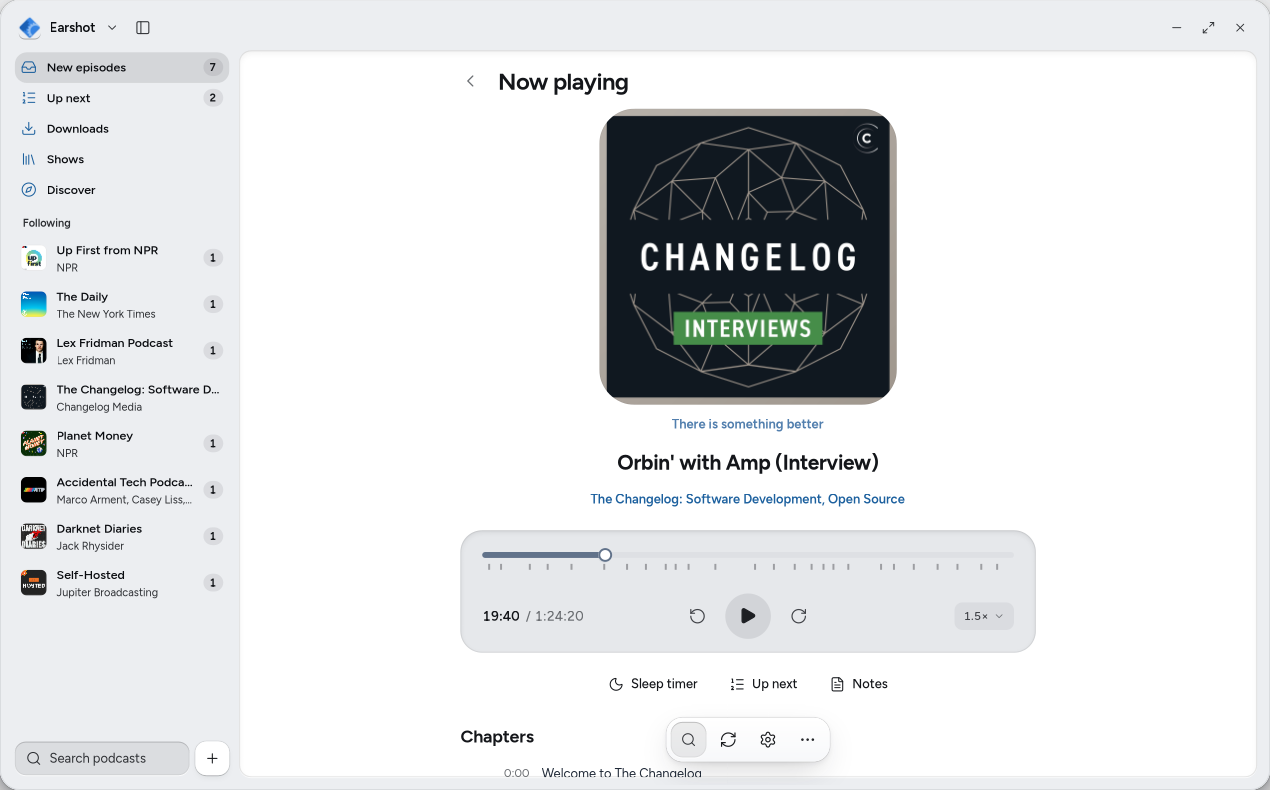 Earshot
New episodes 7
Up next 2
Downloads
Shows
Discover
Following
Up First from NPR
NPR
1
The Daily
The New York Times
1
Lex Fridman Podcast
Lex Fridman
1
The Changelog: Software D...
Changelog Media
Planet Money
NPR
1
Accidental Tech Podca...
Marco Arment, Casey Liss,...
1
Darknet Diaries
Jack Rhysider
1
Self-Hosted
Jupiter Broadcasting
1
Search podcasts
Now playing
C
CHANGELOG
INTERVIEWS
There is something better
Orbin' with Amp (Interview)
The Changelog: Software Development, Open Source
19:40 / 1:24:20
1.5×
Sleep timer
Up next
Notes
Chapters
0:00 Welcome to The Changelog